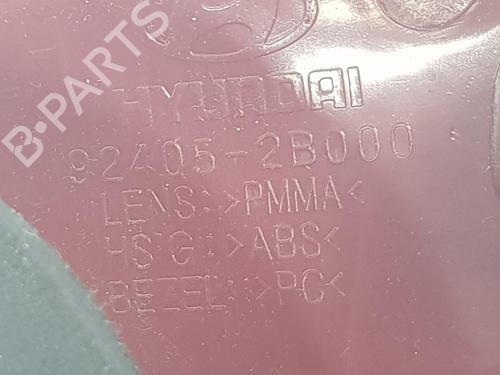 B-PARTS
HYUNDAI
92405-2B000
LENS:>PMMA<
HSG:>ABS<
BEZEL:>PC<